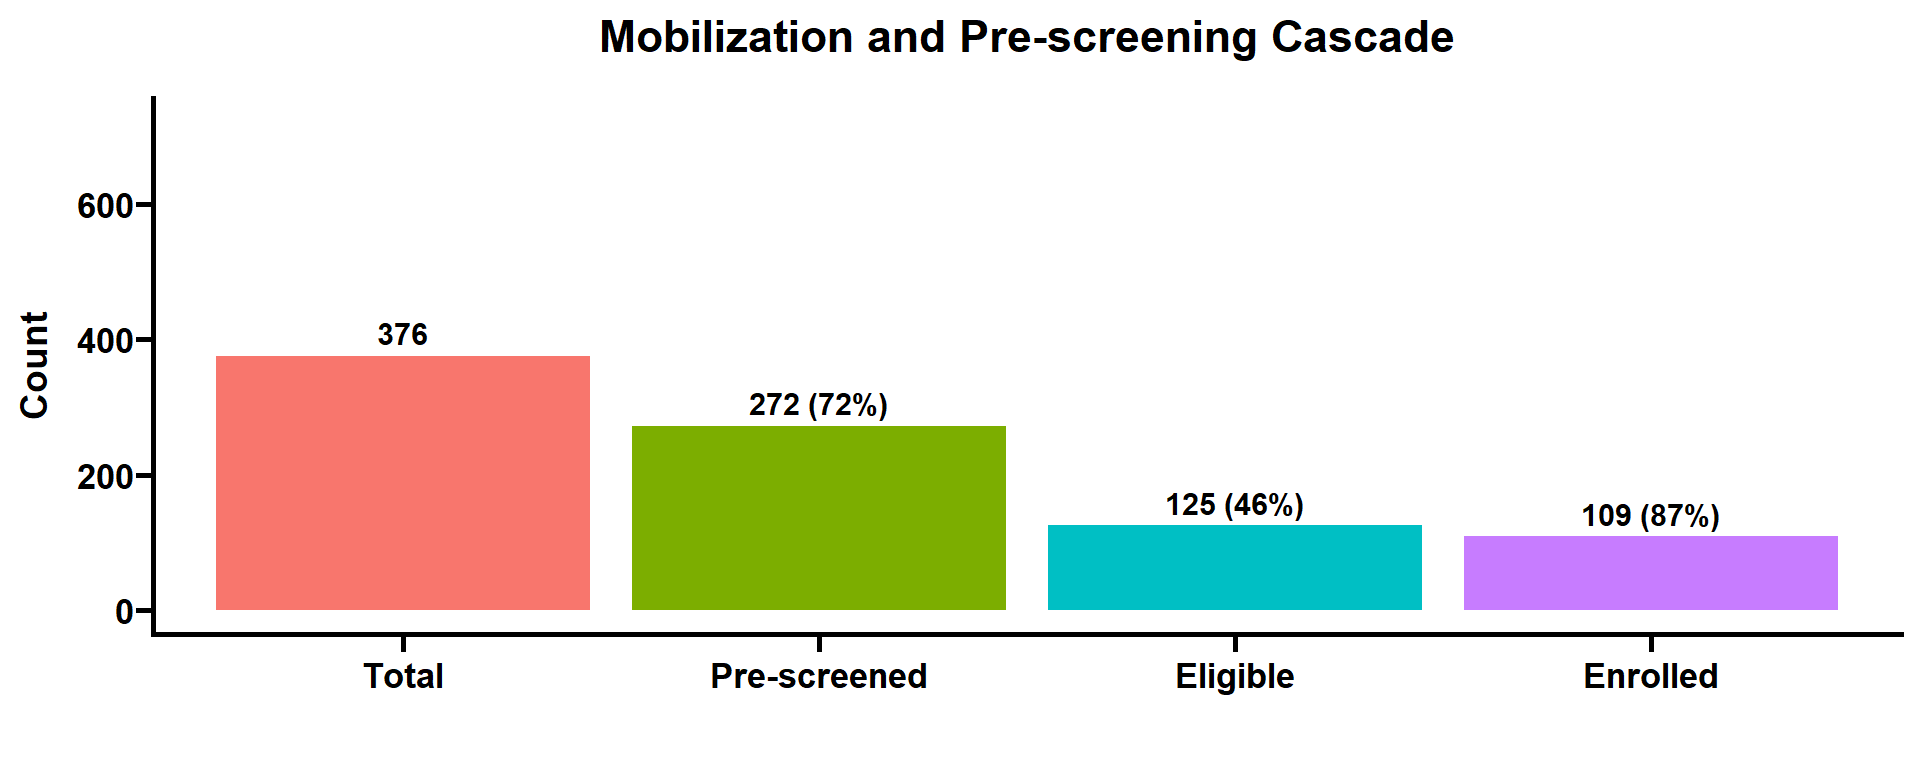 Mobilization and Pre-screening Cascade
Count
600
400
200
0
376
272 (72%)
125 (46%)
109 (87%)
Total
Pre-screened
Eligible
Enrolled